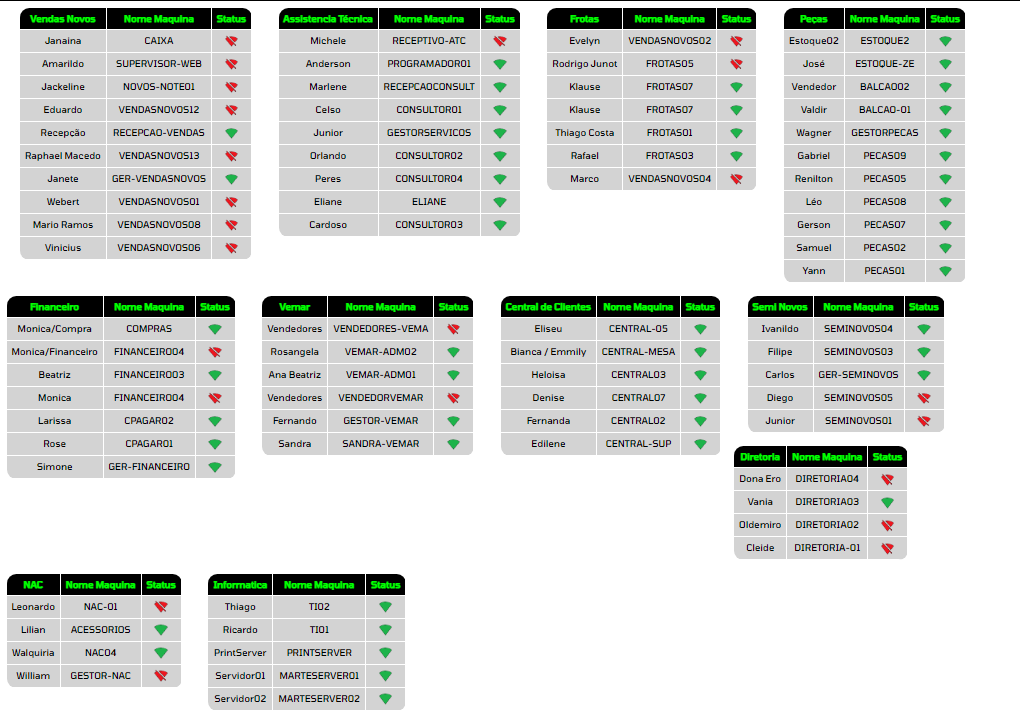 Vendas Novos Nome Maquina Status
Janaina CAIXA
Amarildo SUPERVISOR-WEB
Jackeline NOVOS-NOTE01
Eduardo VENDASNOVOS12
Recepção RECEPCAO-VENDAS
Raphael Macedo VENDASNOVOS13
Janete GER-VENDASNOVOS
Webert VENDASNOVOS01
Mario Ramos VENDASNOVOS08
Vinicius VENDASNOVOS06
Assistencia Técnica Nome Maquina Status
Michele RECEPTIVO-ATC
Anderson PROGRAMADOR01
Marlene RECEPCAOCONSULT
Celso CONSULTOR01
Junior GESTORSERVICOS
Orlando CONSULTOR02
Peres CONSULTOR04
Eliane ELIANE
Cardoso CONSULTOR03
Frotas Nome Maquina Status
Evelyn VENDASNOVOS02
Rodrigo Junot FROTAS05
Klause FROTAS07
Klause FROTAS07
Thiago Costa FROTAS01
Rafael FROTAS03
Marco VENDASNOVOS04
Peças Nome Maquina Status
Estoque02 ESTOQUE2
José ESTOQUE-ZE
Vendedor BALCAO02
Valdir BALCAO-01
Wagner GESTORPECAS
Gabriel PECAS09
Renilton PECAS05
Léo PECAS08
Gerson PECAS07
Samuel PECAS02
Yann PECAS01
Financeiro Nome Maquina Status
Monica/Compra COMPRAS
Monica/Financeiro FINANCEIRO04
Beatriz FINANCEIRO03
Monica FINANCEIRO04
Larissa CPAGAR02
Rose CPAGAR01
Simone GER-FINANCEIRO
Vemar Nome Maquina Status
Vendedores VENDEDORES-VEMA
Rosangela VEMAR-ADM02
Ana Beatriz VEMAR-ADM01
Vendedores VENDEDORVEMAR
Fernando GESTOR-VEMAR
Sandra SANDRA-VEMAR
Central de Clientes Nome Maquina Status
Eliseu CENTRAL-05
Bianca / Emmily CENTRAL-MESA
Heloisa CENTRAL03
Denise CENTRAL07
Fernanda CENTRAL02
Edilene CENTRAL-SUP
Semi Novos Nome Maquina Status
Ivanildo SEMINOVOS04
Filipe SEMINOVOS03
Carlos GER-SEMINOVOS
Diego SEMINOVOS05
Junior SEMINOVOS01
Diretoria Nome Maquina Status
Dona Ero DIRETORIA04
Vania DIRETORIA03
Oldemiro DIRETORIA02
Cleide DIRETORIA-01
NAC Nome Maquina Status
Leonardo NAC-01
Lilian ACESSORIOS
Walquiria NAC04
William GESTOR-NAC
Informatica Nome Maquina Status
Thiago TI02
Ricardo TI01
PrintServer PRINTSERVER
Servidor01 MARTESERVER01
Servidor02 MARTESERVER02